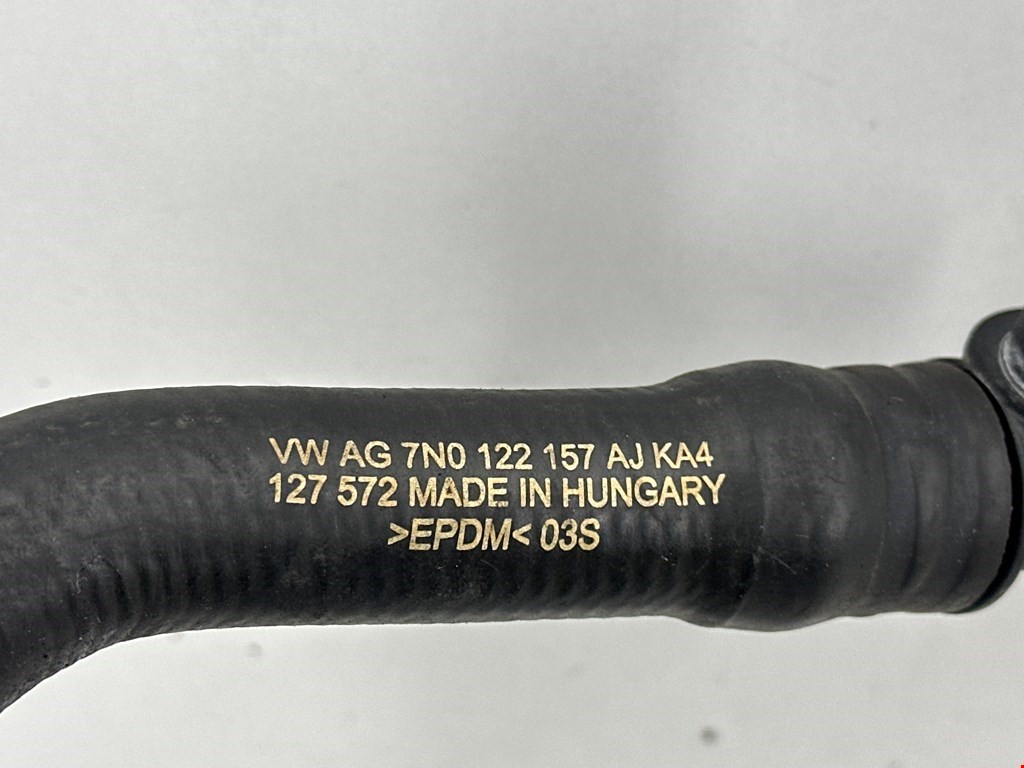 VW AG 7N0 122 157 AJ KA4
127 572 MADE IN HUNGARY
>EPDM< 03S